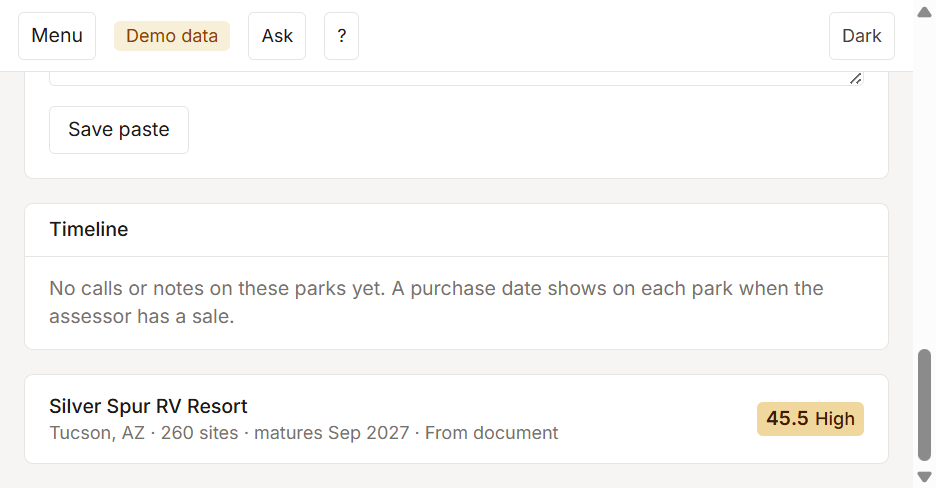 Menu
Demo data
Ask
?
Dark
Save paste
Timeline
No calls or notes on these parks yet. A purchase date shows on each park when the
assessor has a sale.
Silver Spur RV Resort
Tucson, AZ · 260 sites · matures Sep 2027 · From document
45.5 High